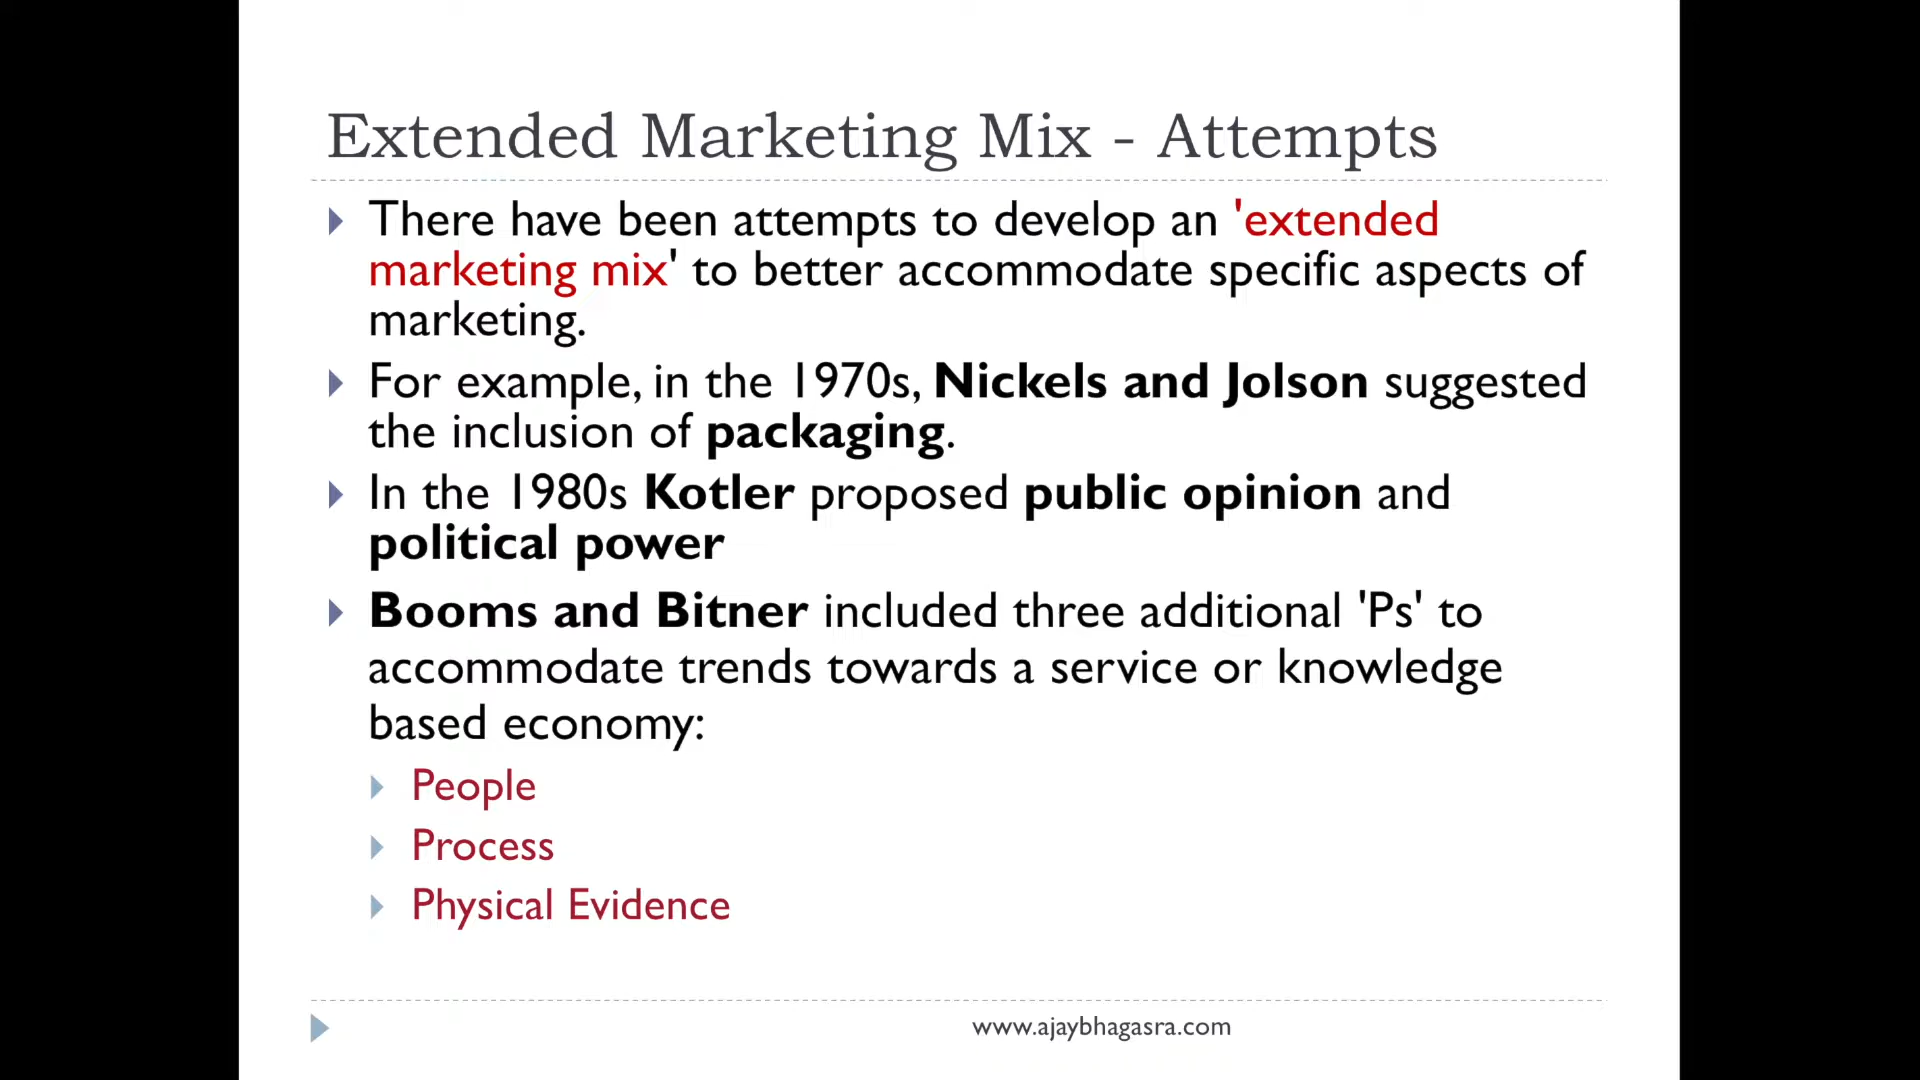 Extended Marketing Mix - Attempts
There have been attempts to develop an 'extended
marketing mix' to better accommodate specific aspects of
marketing.
For example, in the 1970s, Nickels and Jolson suggested
the inclusion of packaging.
In the 1980s Kotler proposed public opinion and
political power
Booms and Bitner included three additional 'Ps' to
accommodate trends towards a service or knowledge
based economy:
People
Process
Physical Evidence
www.ajaybhagasra.com